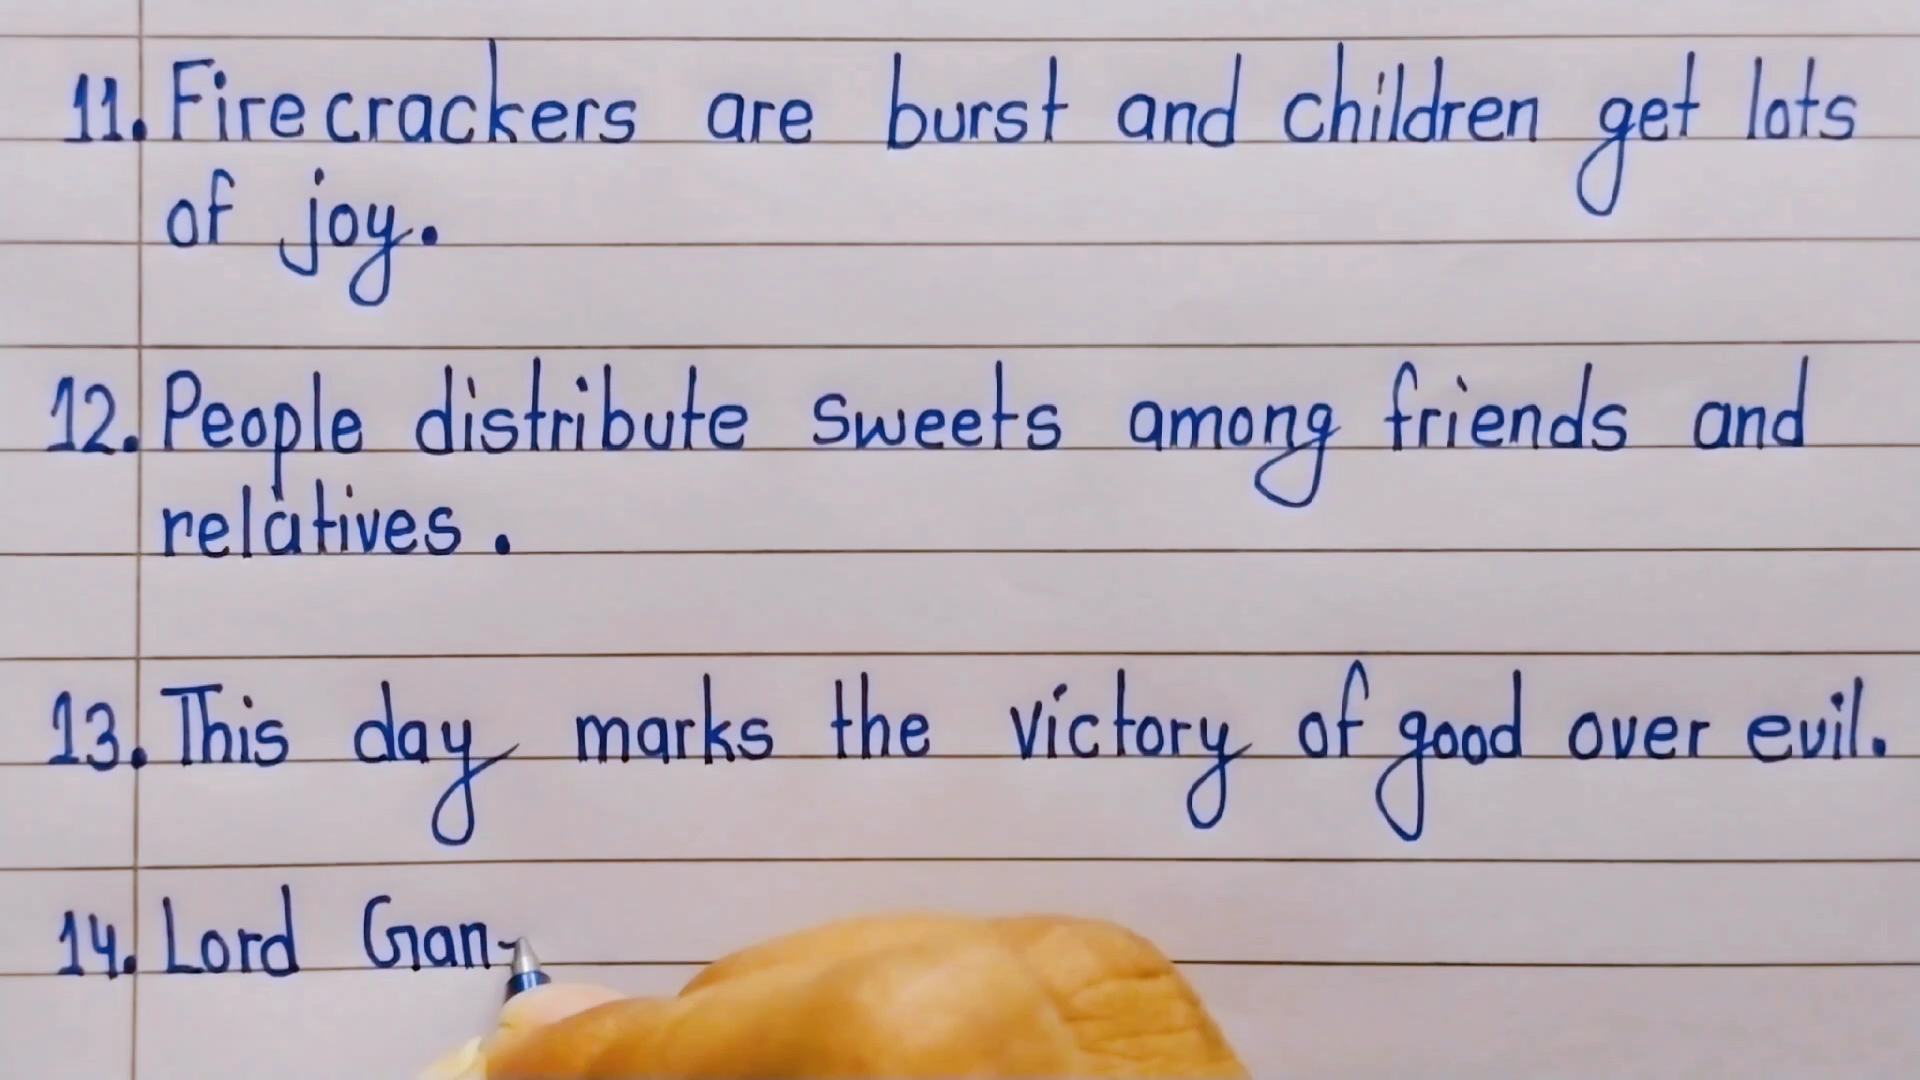 11. Firecrackers are burst and children get lots
of joy.
12. People distribute sweets among friends and
relatives.
13. This day marks the victory of good over evil.
14. Lord Gan